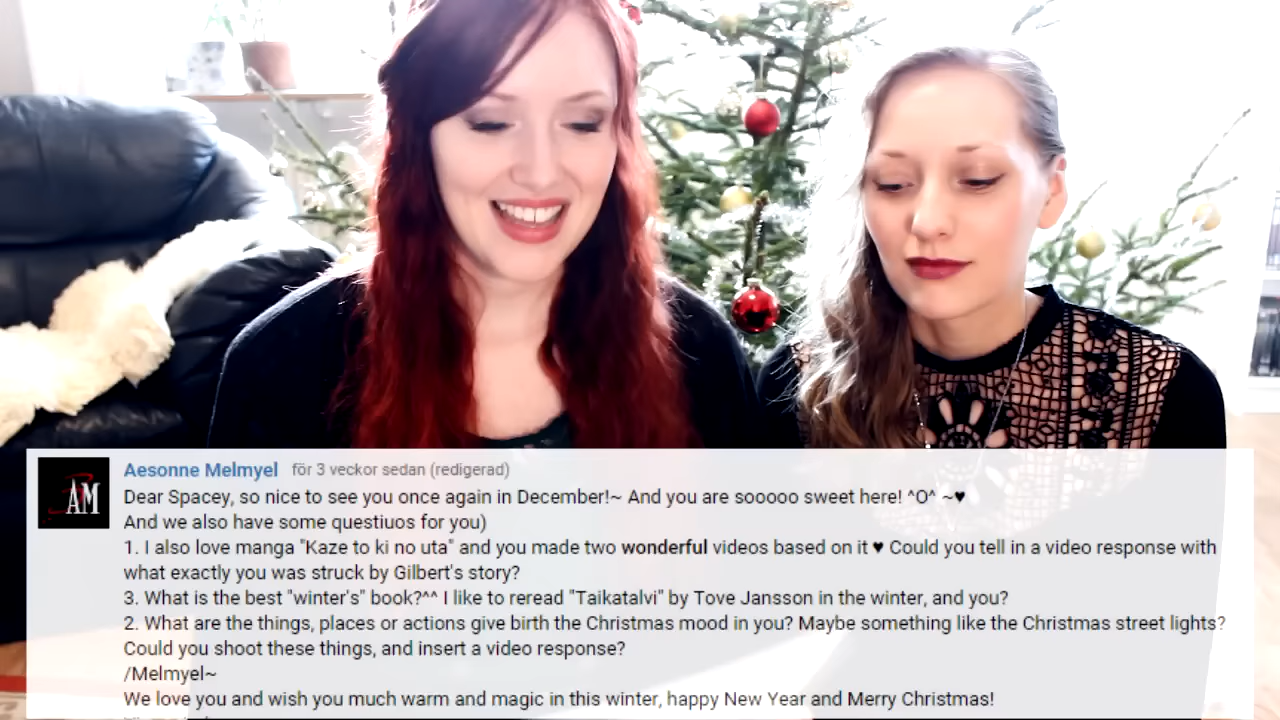 AM
Aesonne Melmyel för 3 veckor sedan (redigerad)
Dear Spacey, so nice to see you once again in December!~ And you are sooooo sweet here! ^O^ ~♥
And we also have some questiuos for you)
1. I also love manga "Kaze to ki no uta" and you made two wonderful videos based on it ♥ Could you tell in a video response with
what exactly you was struck by Gilbert's story?
3. What is the best "winter's" book?^^ I like to reread "Taikatalvi" by Tove Jansson in the winter, and you?
2. What are the things, places or actions give birth the Christmas mood in you? Maybe something like the Christmas street lights?
Could you shoot these things, and insert a video response?
/Melmyel~
We love you and wish you much warm and magic in this winter, happy New Year and Merry Christmas!